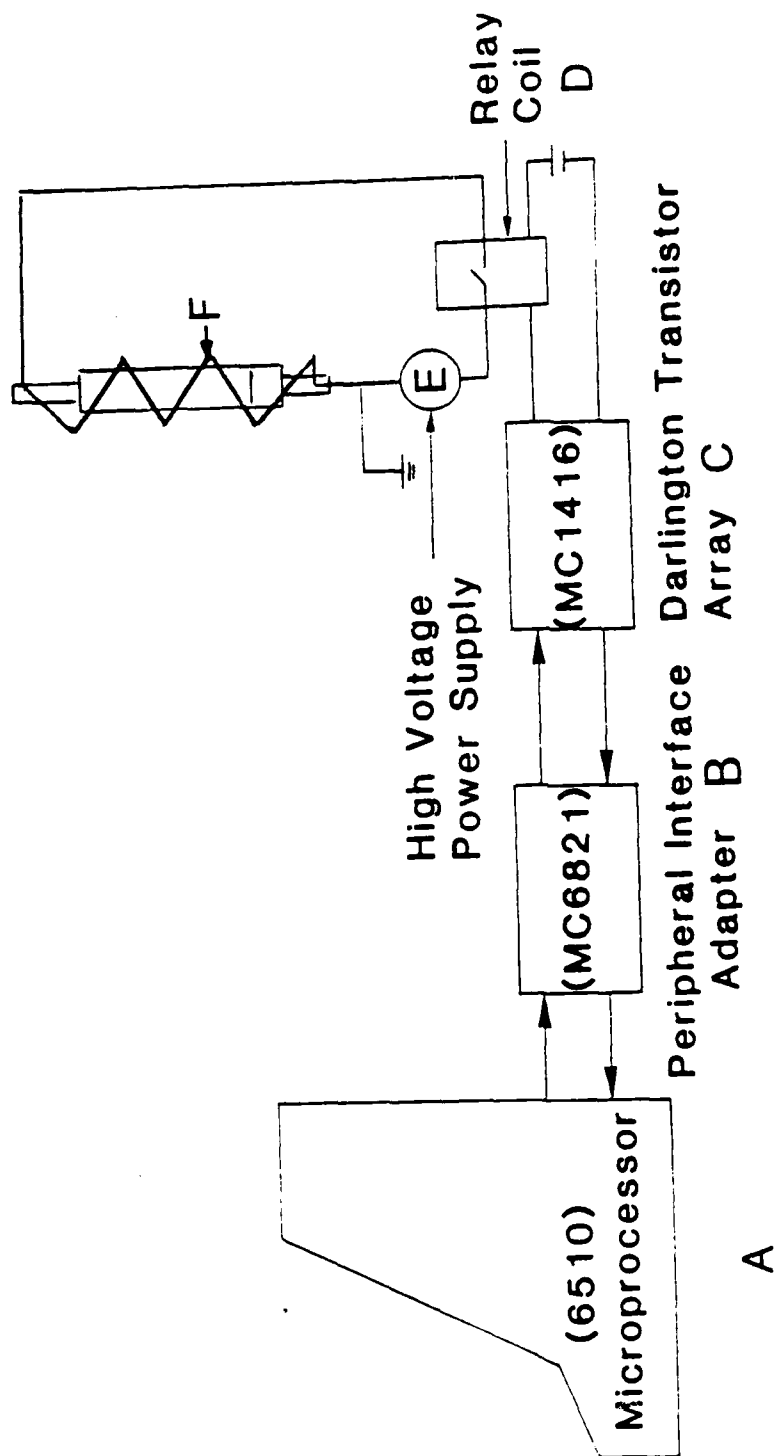 F
E
High Voltage
Power Supply
Relay
Coil
D
(6510)
Microprocessor
A
(MC6821)
Peripheral Interface
Adapter B
(MC1416)
Darlington Transistor
Array C